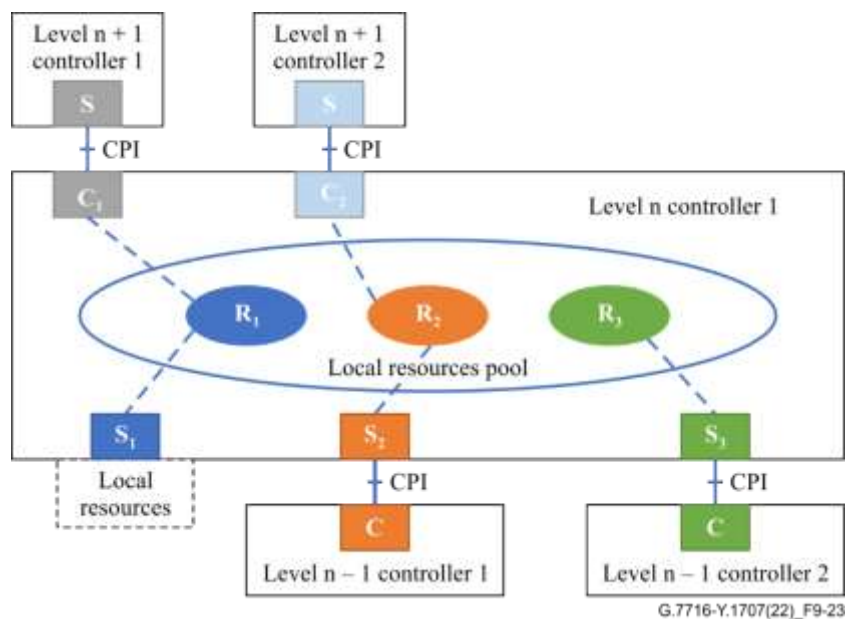 Level n + 1
controller 1
Level n + 1
controller 2
S
S
CPI
CPI
C₁
C₂
Level n controller 1
R₁
R₂
R₃
Local resources pool
S₁
S₂
S₃
Local
resources
CPI
CPI
C
C
Level n – 1 controller 1
Level n – 1 controller 2
G.7716-Y.1707(22)_F9-23